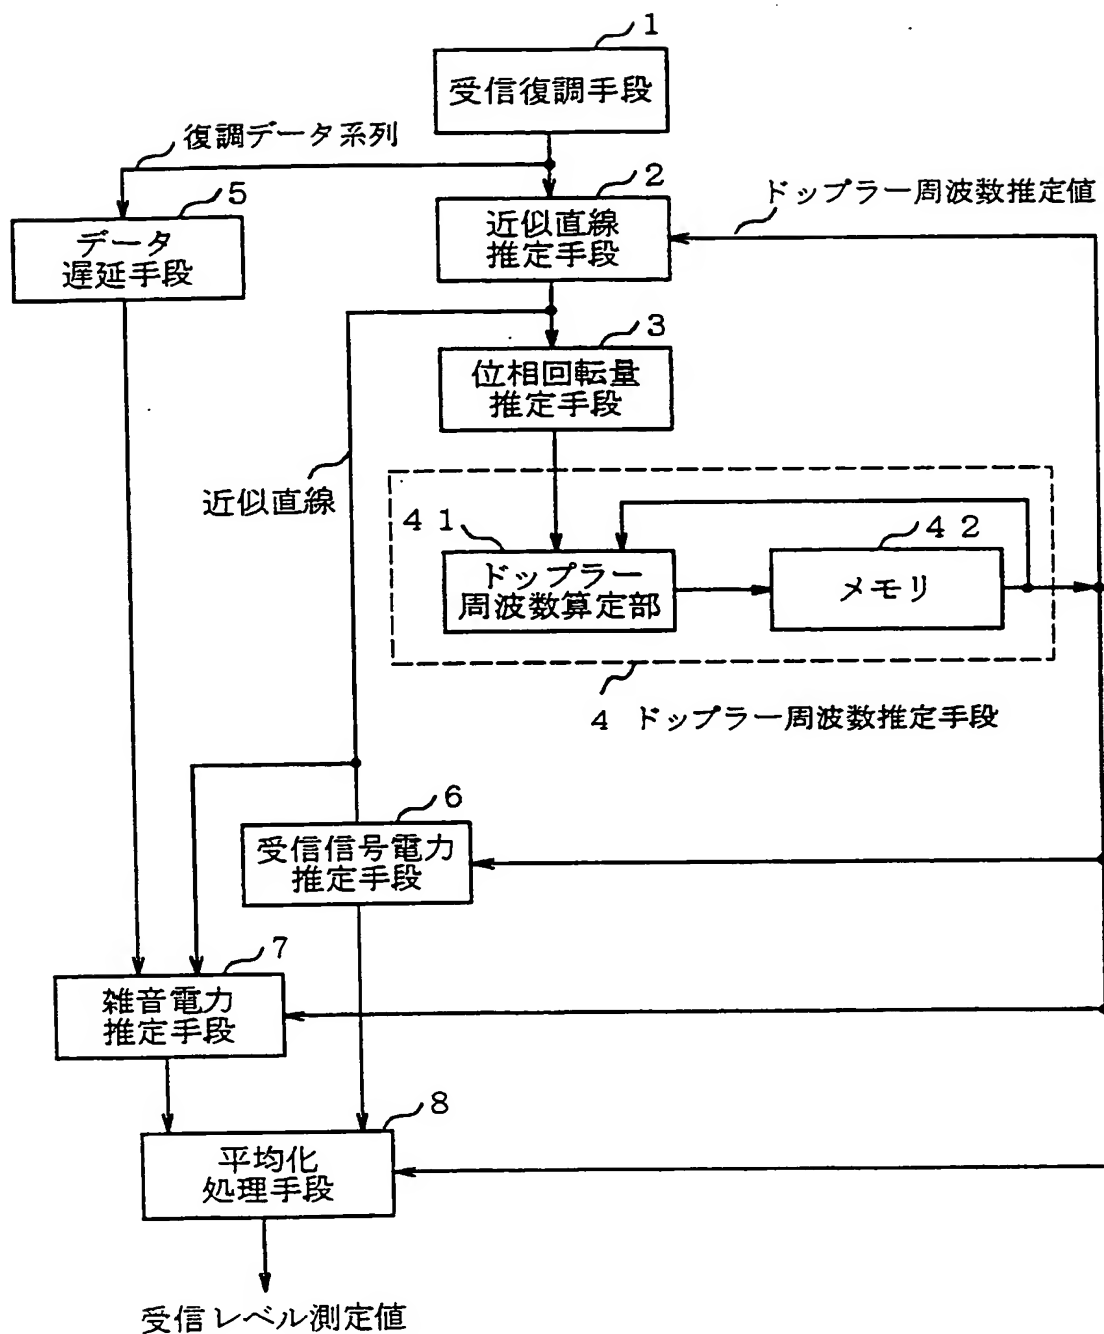 1
受信復調手段
復調データ系列
2
ドップラー周波数推定値
5
近似直線
推定手段
データ
遅延手段
3
位相回転量
推定手段
近似直線
41
42
ドップラー
周波数算定部
メモリ
4 ドップラー周波数推定手段
6
受信信号電力
推定手段
7
雑音電力
推定手段
8
平均化
処理手段
受信レベル測定値